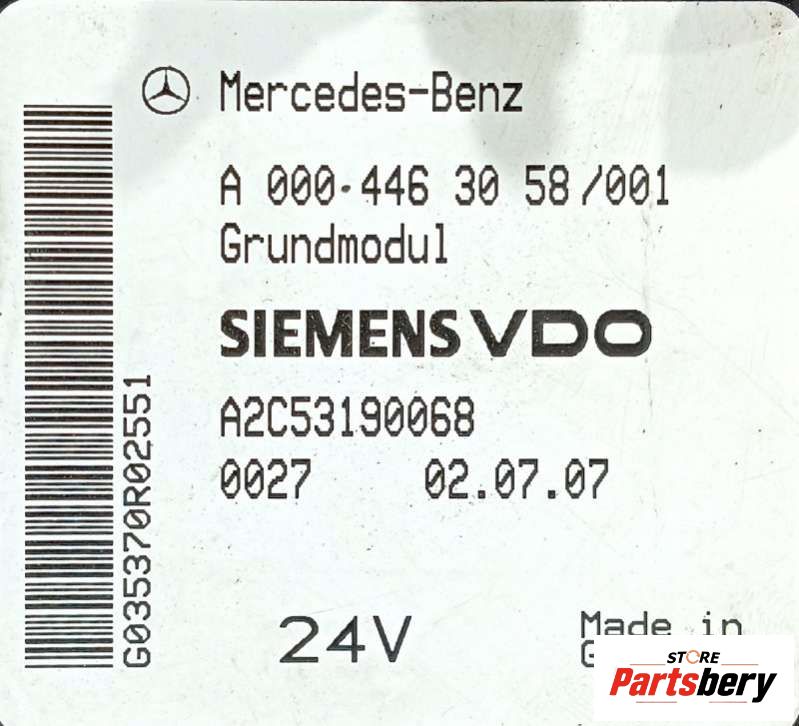 Mercedes-Benz
A 000·446 30 58/001
Grundmodul
SIEMENS VDO
A2C53190068
0027 02.07.07
G035370R02551
24V
Made in
STORE
Partsbery